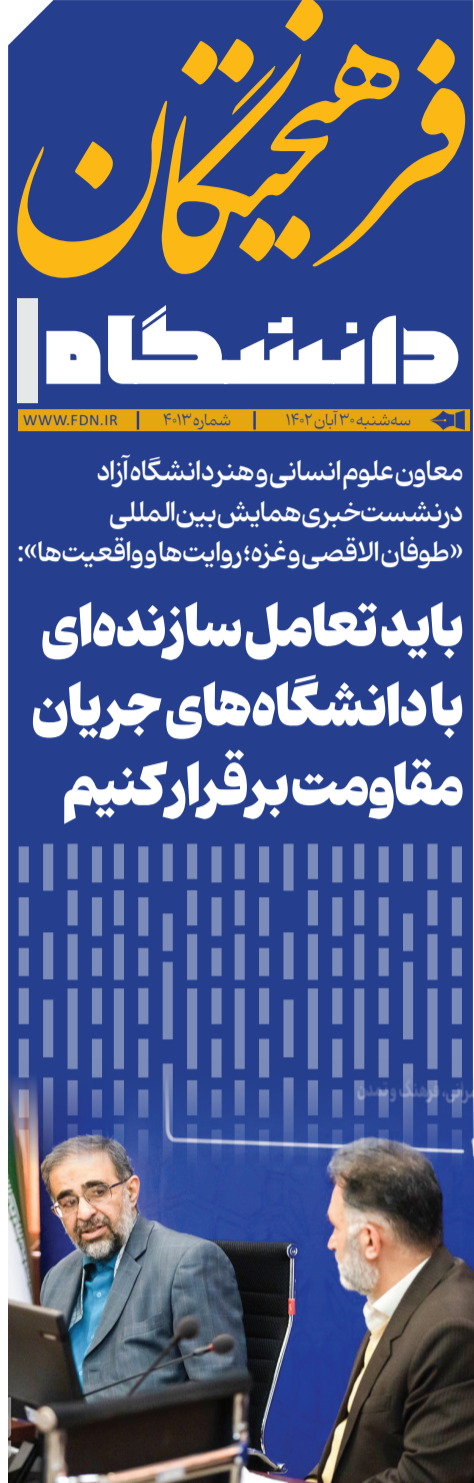 فرهیختگان
دانشگاه
سه‌شنبه ۳۰ آبان ۱۴۰۲ | شماره ۴۰۱۳ | WWW.FDN.IR
معاون علوم انسانی و هنر دانشگاه آزاد
در نشست خبری همایش بین‌المللی
«طوفان الاقصی و غزه؛ روایت‌ها و واقعیت‌ها»:
باید تعامل سازنده‌ای
با دانشگاه‌های جریان
مقاومت برقرار کنیم
فرهنگ و تمدن